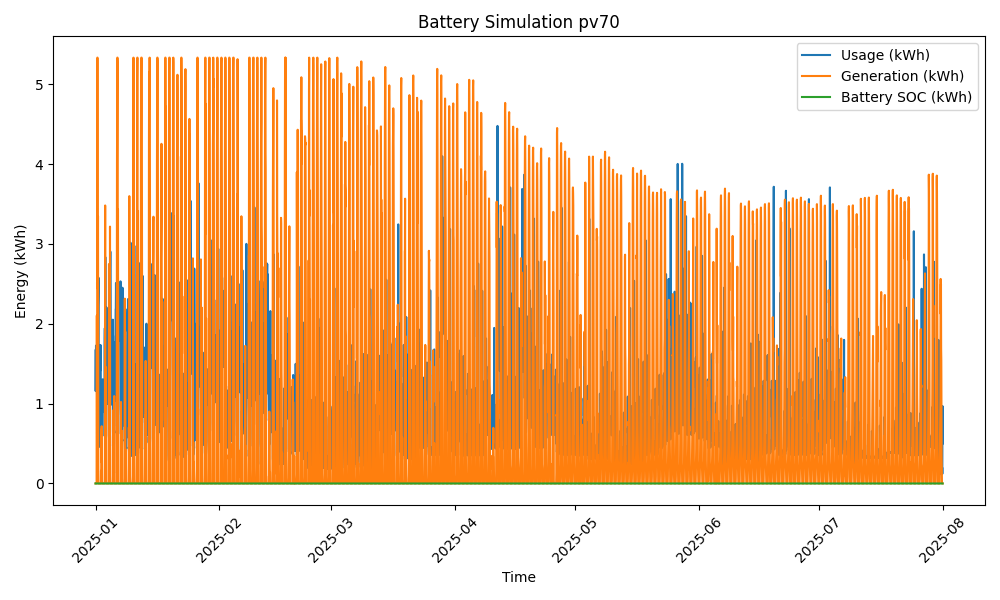 Battery Simulation pv70
Usage (kWh)
Generation (kWh)
Battery SOC (kWh)
Energy (kWh)
5
4
3
2
1
0
2025-01
2025-02
2025-03
2025-04
2025-05
2025-06
2025-07
2025-08
Time